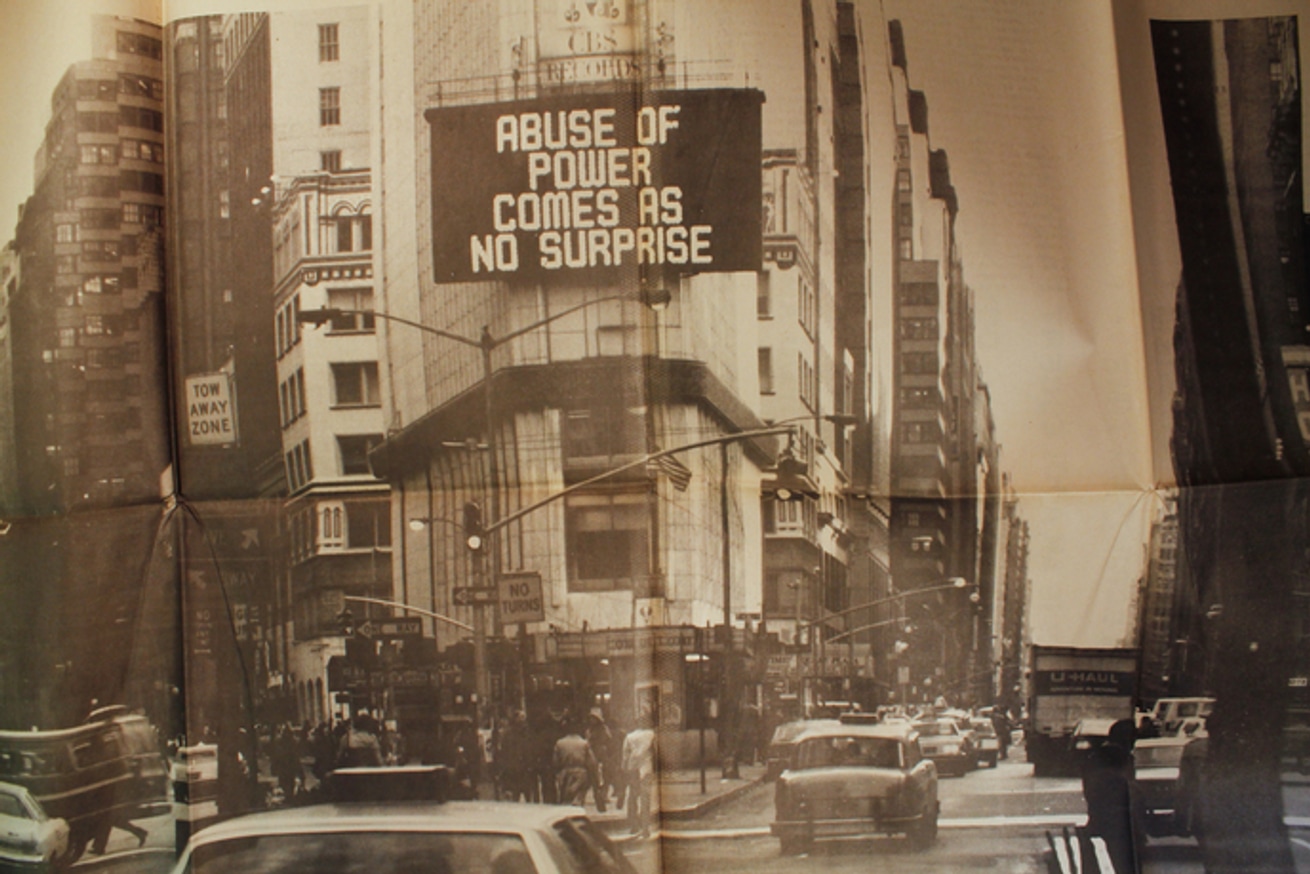 CBS
RECORDS
ABUSE OF
POWER
COMES AS
NO SURPRISE
TOW
AWAY
ZONE
NO
TURNS
U-HAUL